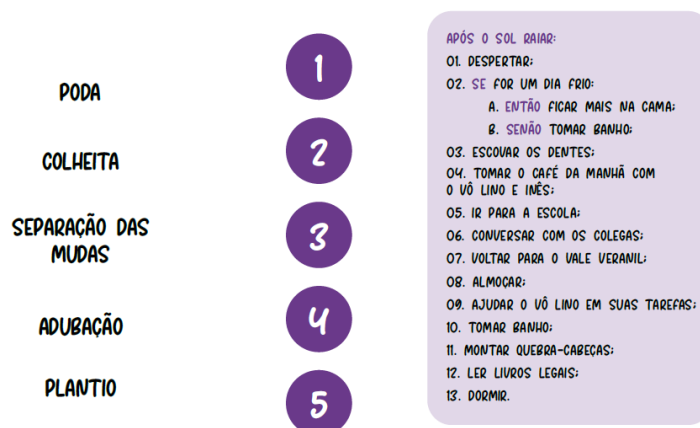 PODA
COLHEITA
SEPARAÇÃO DAS
MUDAS
ADUBAÇÃO
PLANTIO
1
2
3
4
5
APÓS O SOL RAIAR:
01. DESPERTAR;
02. SE FOR UM DIA FRIO:
A. ENTÃO FICAR MAIS NA CAMA;
B. SENÃO TOMAR BANHO;
03. ESCOVAR OS DENTES;
04. TOMAR O CAFÉ DA MANHÃ COM
O VÔ LINO E INÊS;
05. IR PARA A ESCOLA;
06. CONVERSAR COM OS COLEGAS;
07. VOLTAR PARA O VALE VERANIL;
08. ALMOÇAR;
09. AJUDAR O VÔ LINO EM SUAS TAREFAS;
10. TOMAR BANHO;
11. MONTAR QUEBRA-CABEÇAS;
12. LER LIVROS LEGAIS;
13. DORMIR.